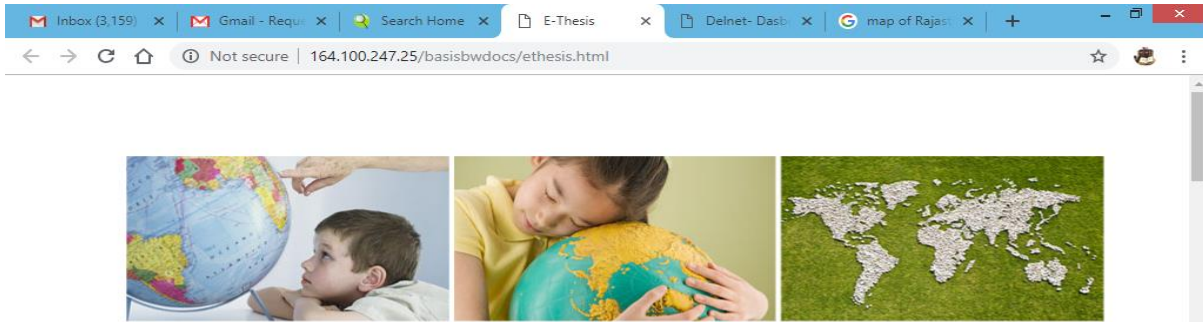 Inbox (3,159)
Gmail - Requ
Search Home
E-Thesis
Delnet- Dasb
map of Rajast
Not secure | 164.100.247.25/basisbwdocs/ethesis.html